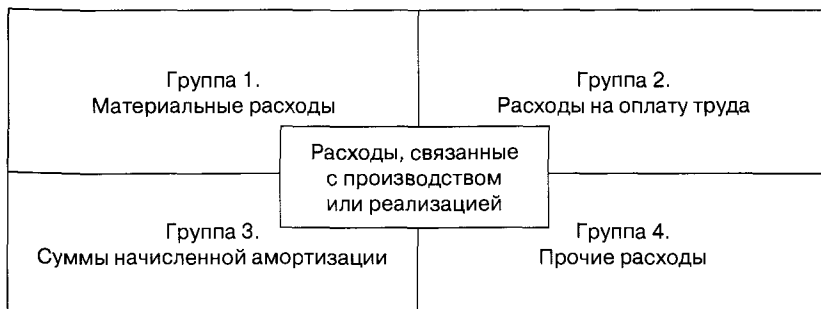 Группа 1.
Материальные расходы
Группа 2.
Расходы на оплату труда
Расходы, связанные
с производством
или реализацией
Группа 3.
Суммы начисленной амортизации
Группа 4.
Прочие расходы